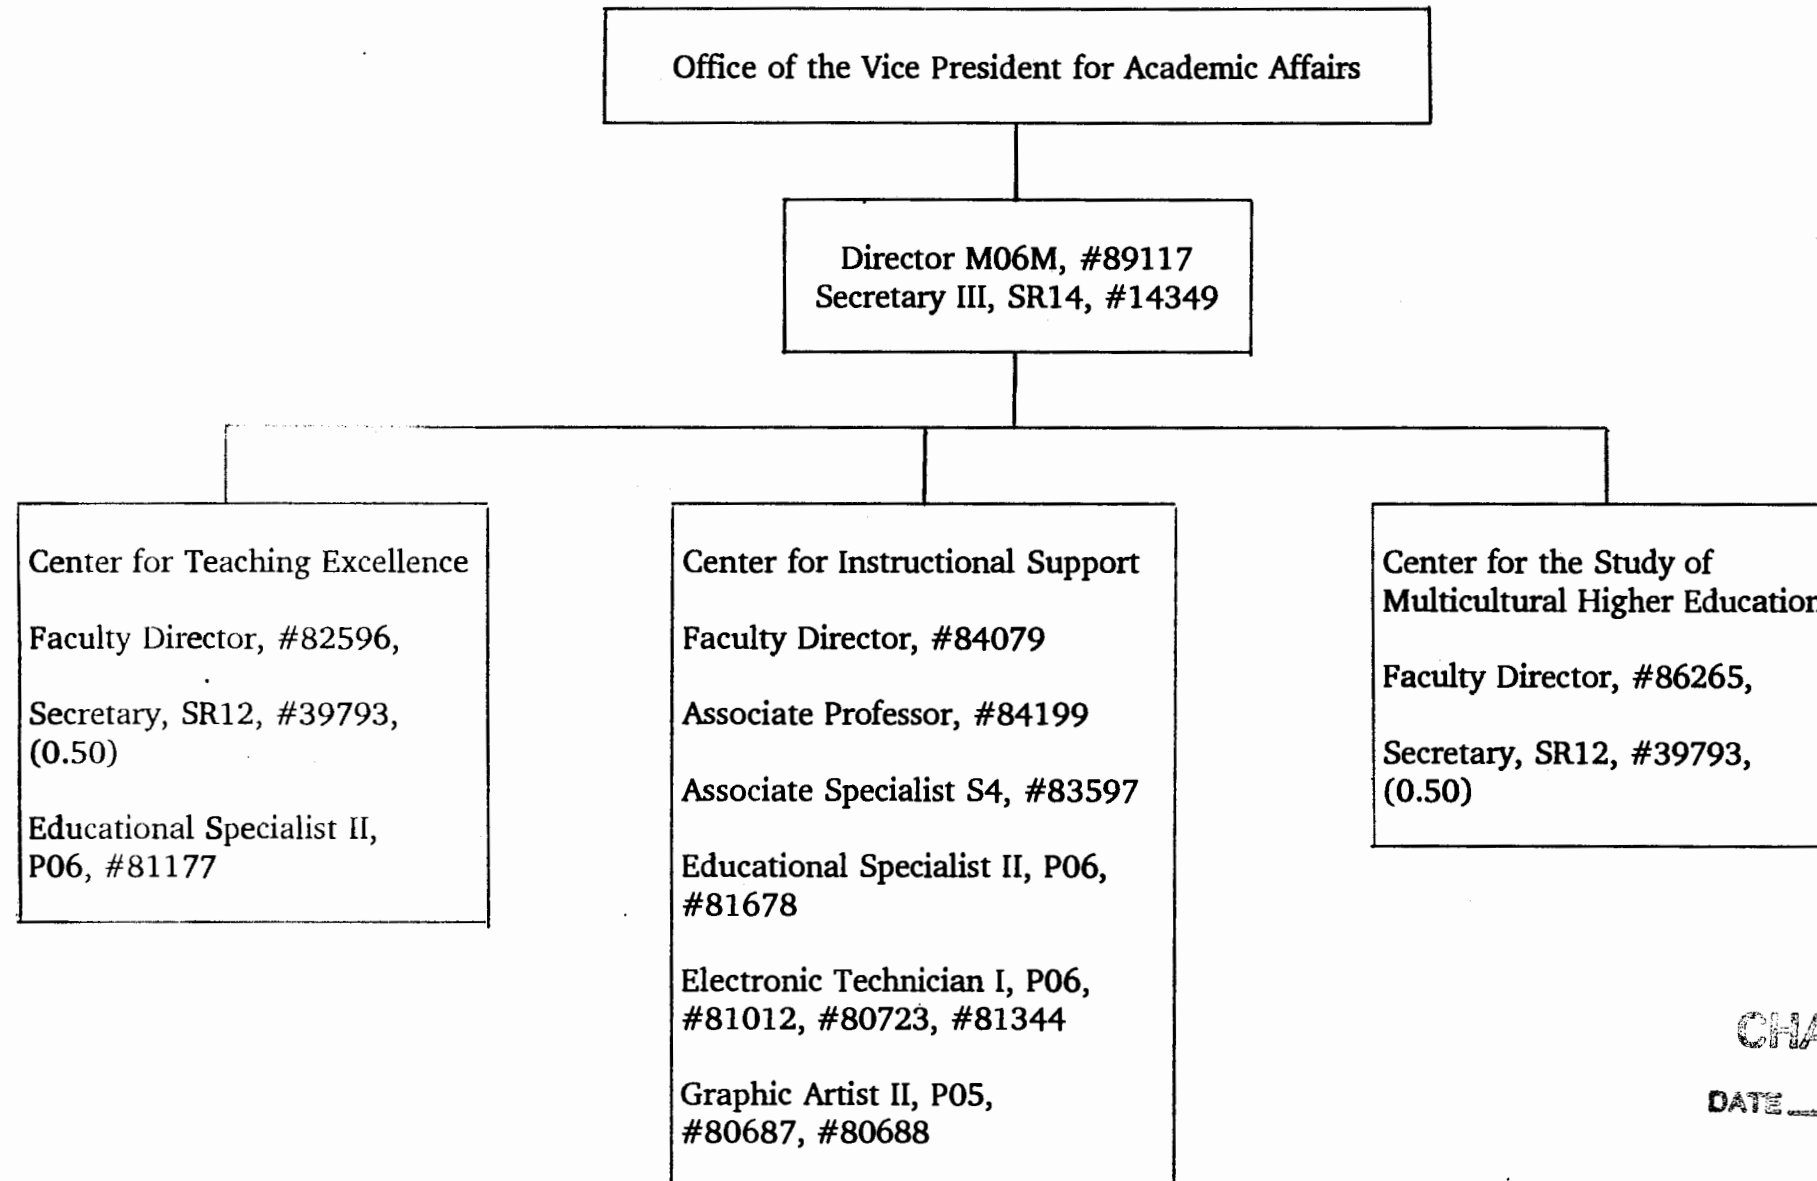 Office of the Vice President for Academic Affairs
Director M06M, #89117
Secretary III, SR14, #14349
Center for Teaching Excellence
Faculty Director, #82596,
Secretary, SR12, #39793,
(0.50)
Educational Specialist II,
P06, #81177
Center for Instructional Support
Faculty Director, #84079
Associate Professor, #84199
Associate Specialist S4, #83597
Educational Specialist II, P06,
#81678
Electronic Technician I, P06,
#81012, #80723, #81344
Graphic Artist II, P05,
#80687, #80688
Center for the Study of
Multicultural Higher Education
Faculty Director, #86265,
Secretary, SR12, #39793,
(0.50)
DATE